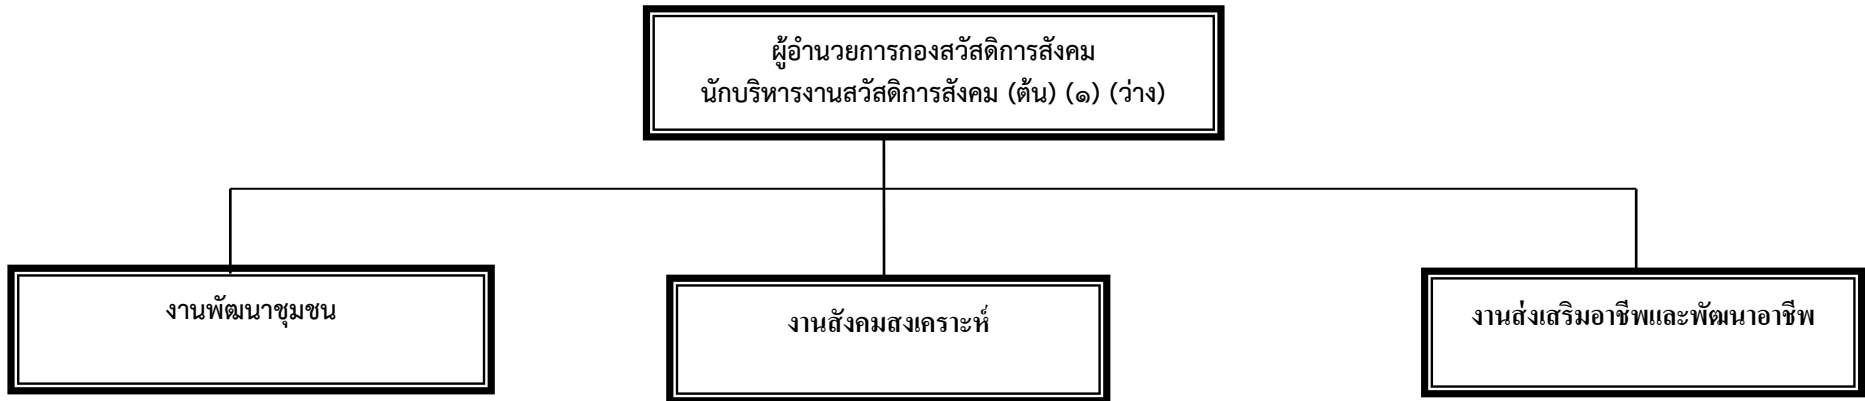 ผู้อำนวยการกองสวัสดิการสังคม
นักบริหารงานสวัสดิการสังคม (ต้น) (๑) (ว่าง)
งานพัฒนาชุมชน
งานสังคมสงเคราะห์
งานส่งเสริมอาชีพและพัฒนาอาชีพ